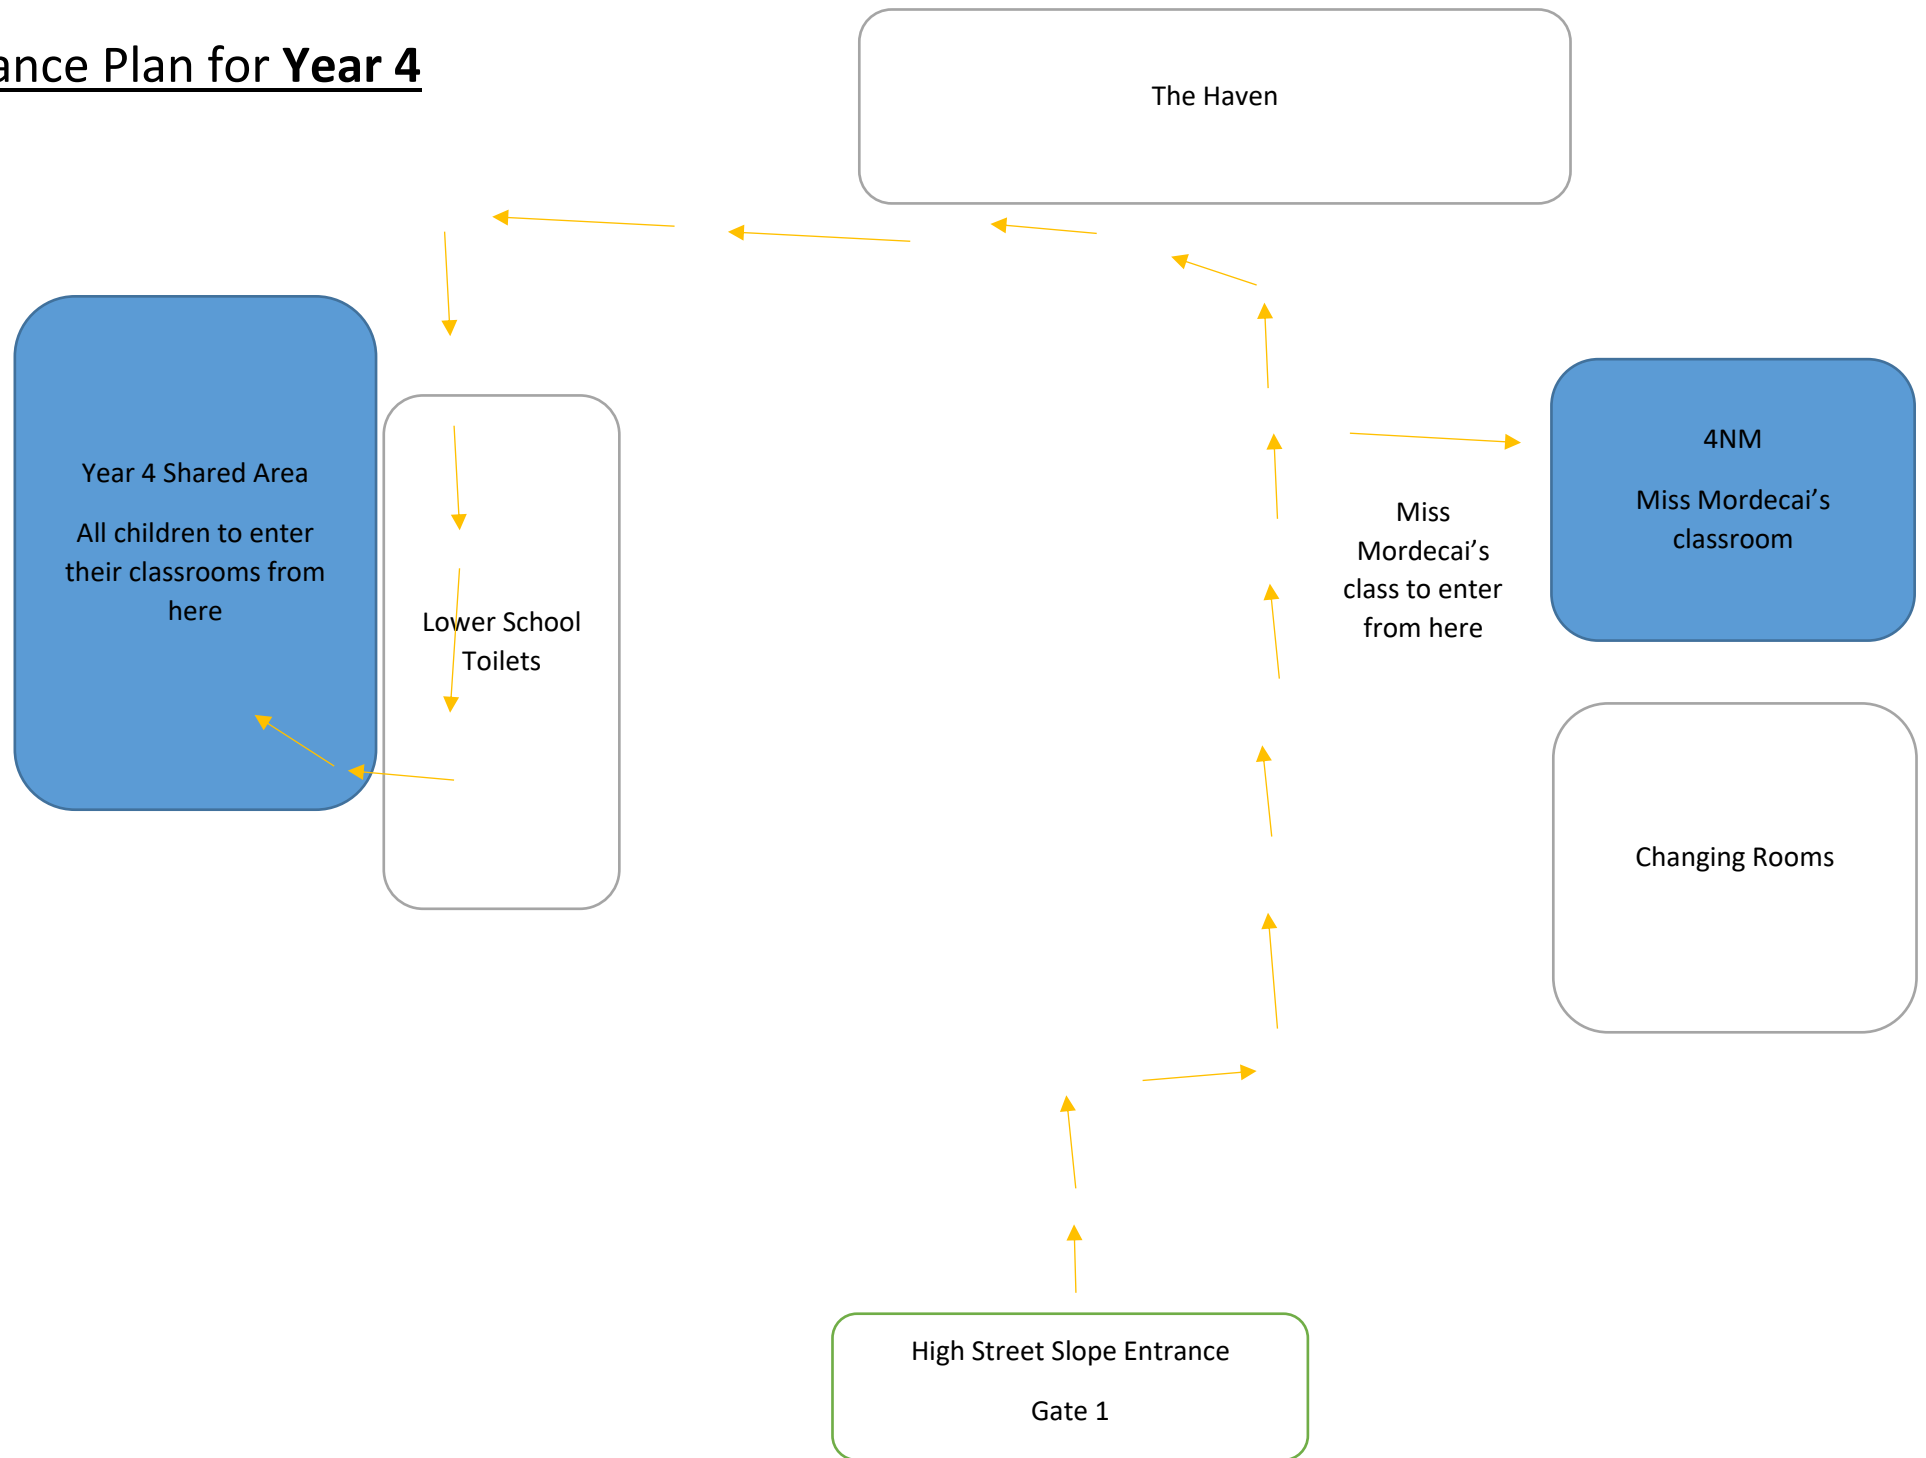 ance Plan for Year 4
The Haven
Year 4 Shared Area
All children to enter
their classrooms from
here
Lower School
Toilets
Miss
Mordecai’s
class to enter
from here
4NM
Miss Mordecai’s
classroom
Changing Rooms
High Street Slope Entrance
Gate 1